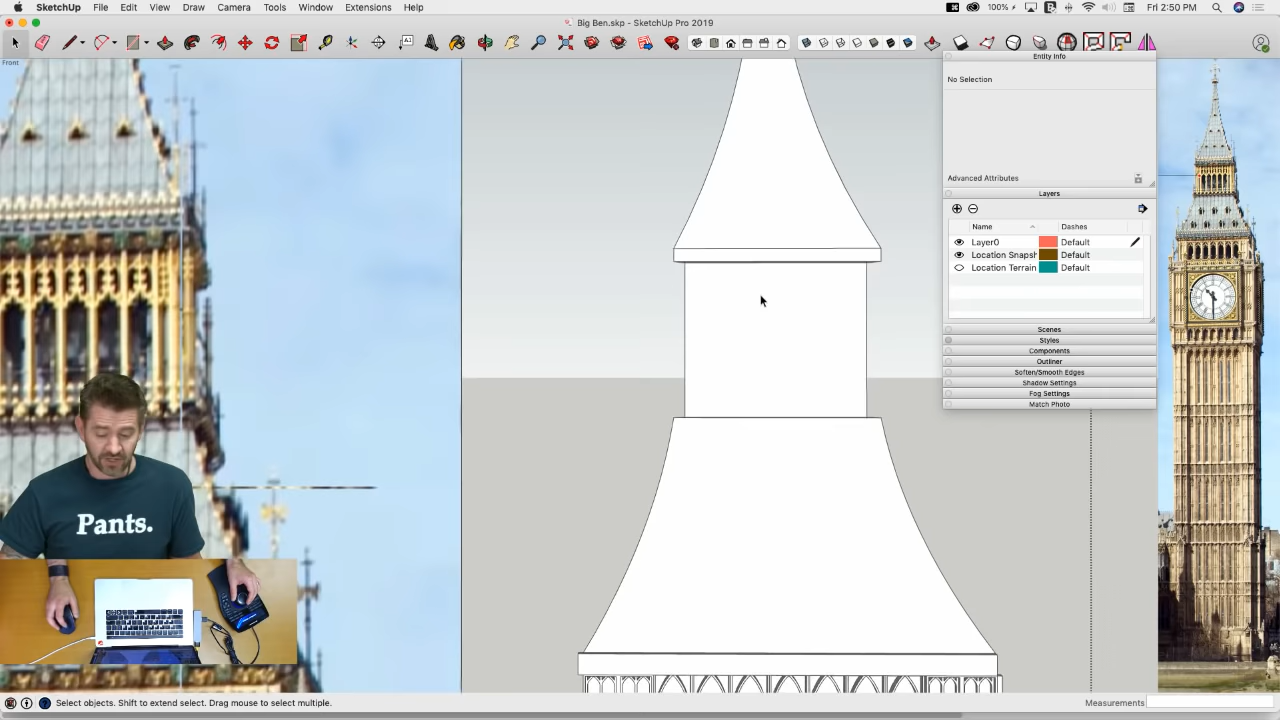 SketchUp File Edit View Draw Camera Tools Window Extensions Help
100% Fri 2:50 PM
Big Ben.skp - SketchUp Pro 2019
Front
Entity Info
No Selection
Advanced Attributes
Layers
Name Dashes
Layer0 Default
Location Snapsh Default
Location Terrain Default
Scenes
Styles
Components
Outliner
Soften/Smooth Edges
Shadow Settings
Fog Settings
Match Photo
Pants.
Select objects. Shift to extend select. Drag mouse to select multiple.
Measurements